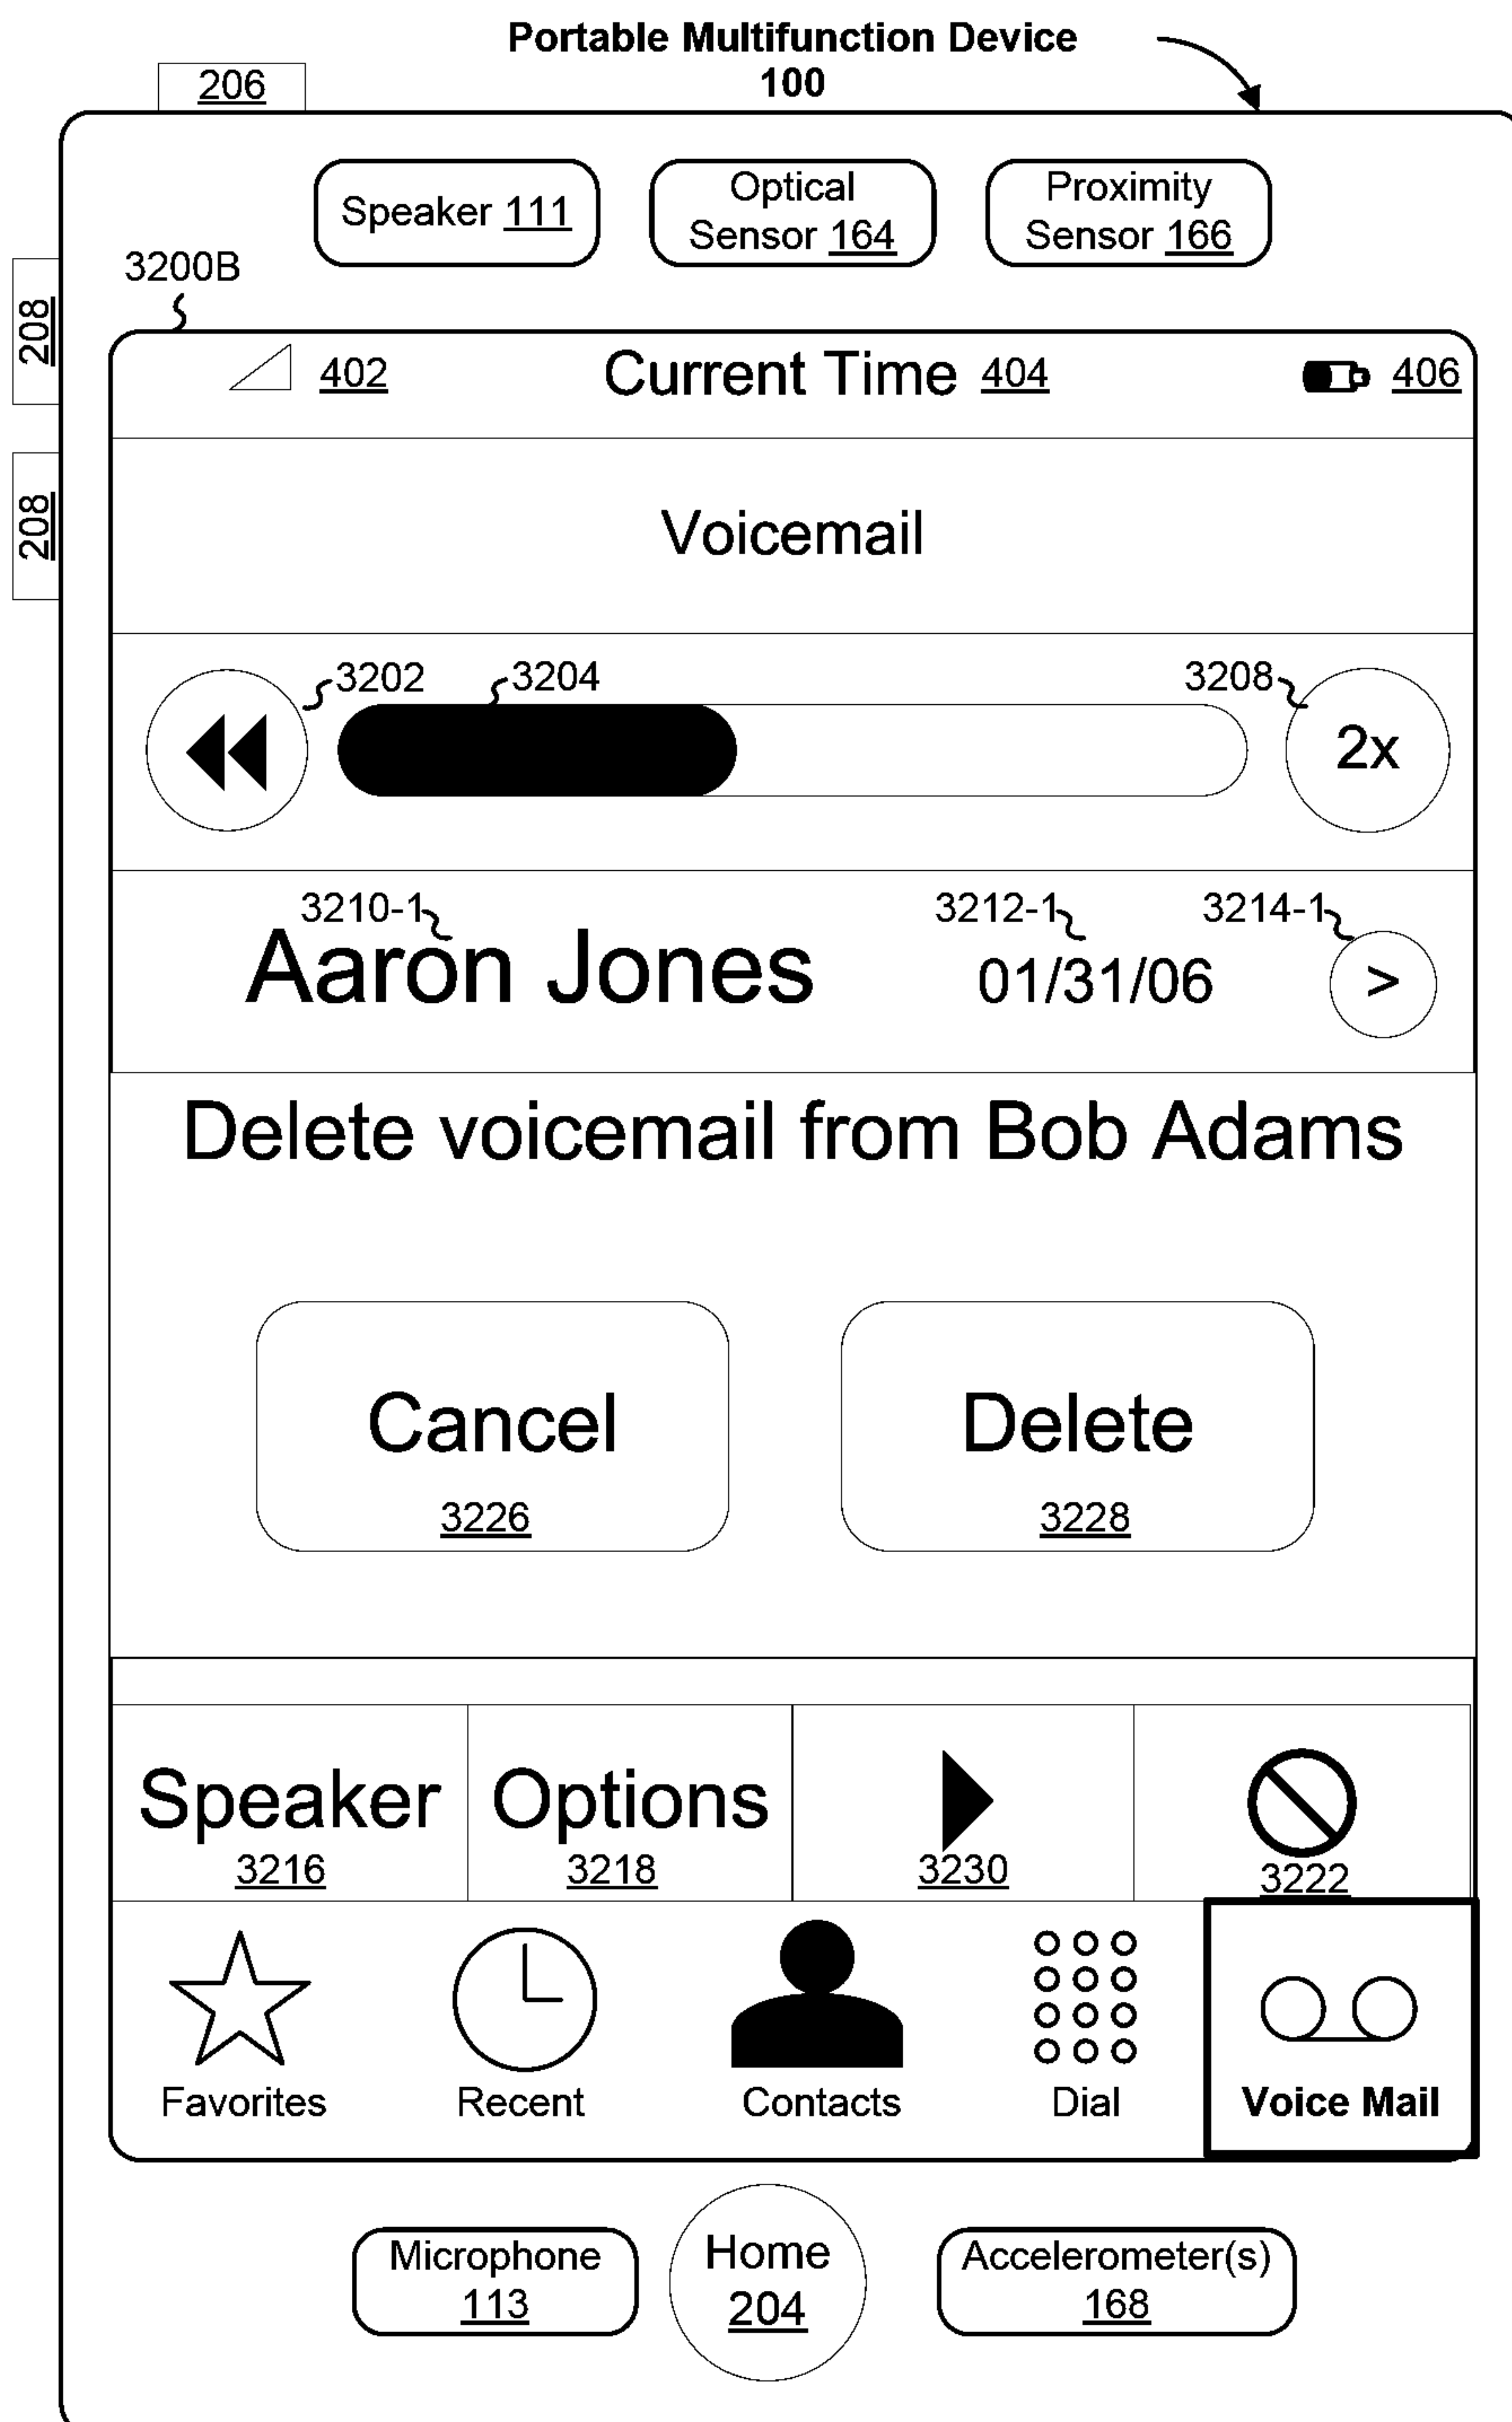 Portable Multifunction Device
100
206
Speaker 111
Optical
Sensor 164
Proximity
Sensor 166
3200B
208
208
402
Current Time 404
406
Voicemail
3202
3204
3208
2x
3210-1
3212-1
3214-1
Aaron Jones
01/31/06
>
Delete voicemail from Bob Adams
Cancel
3226
Delete
3228
Speaker
3216
Options
3218
3230
3222
Favorites
Recent
Contacts
Dial
Voice Mail
Microphone
113
Home
204
Accelerometer(s)
168